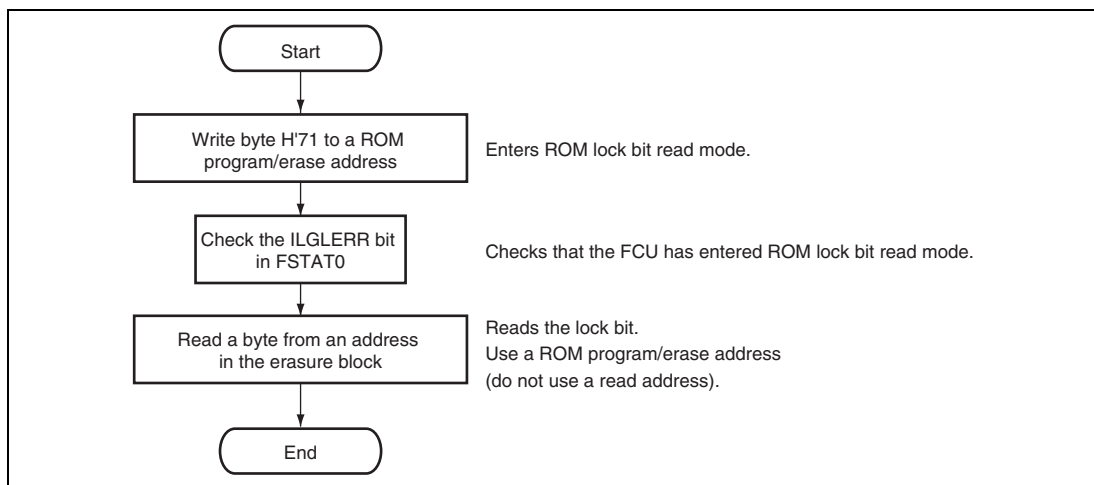 Start
Write byte H'71 to a ROM
program/erase address
Enters ROM lock bit read mode.
Check the ILGLERR bit
in FSTAT0
Checks that the FCU has entered ROM lock bit read mode.
Read a byte from an address
in the erasure block
Reads the lock bit.
Use a ROM program/erase address
(do not use a read address).
End